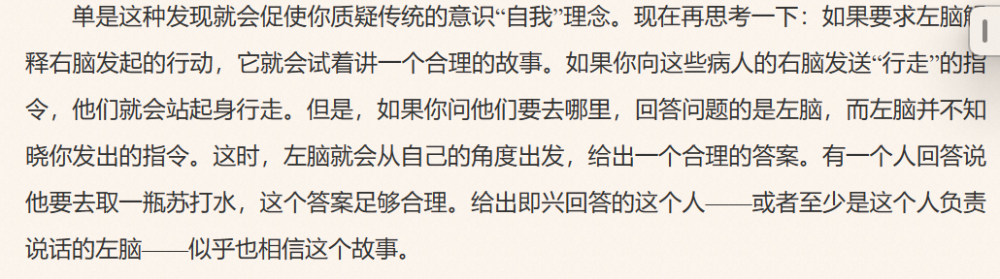 单是这种发现就会促使你质疑传统的意识“自我”理念。现在再思考一下：如果要求左脑解
释右脑发起的行动，它就会试着讲一个合理的故事。如果你向这些病人的右脑发送“行走”的指
令，他们就会站起身行走。但是，如果你问他们要去哪里，回答问题的是左脑，而左脑并不知
晓你发出的指令。这时，左脑就会从自己的角度出发，给出一个合理的答案。有一个人回答说
他要去取一瓶苏打水，这个答案足够合理。给出即兴回答的这个人——或者至少是这个人负责
说话的左脑——似乎也相信这个故事。